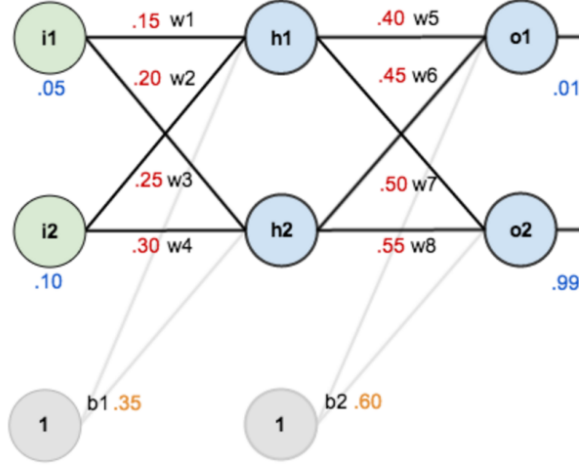 .15 w1
.40 w5
i1
h1
o1
.20 w2
.45 w6
.05
.01
.25 w3
.50 w7
i2
h2
o2
.30 w4
.55 w8
.10
.99
b1 .35
b2 .60
1
1